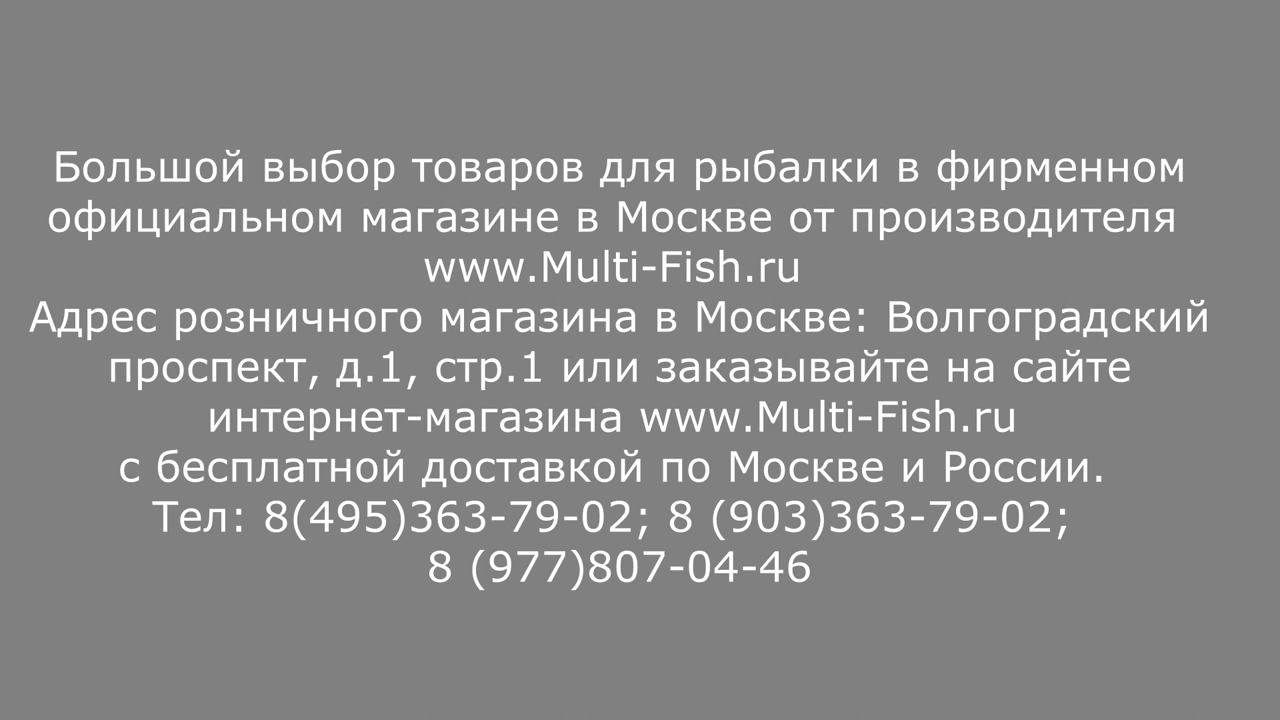 Большой выбор товаров для рыбалки в фирменном
официальном магазине в Москве от производителя
www.Multi-Fish.ru
Адрес розничного магазина в Москве: Волгоградский
проспект, д.1, стр.1 или заказывайте на сайте
интернет-магазина www.Multi-Fish.ru
с бесплатной доставкой по Москве и России.
Тел: 8(495)363-79-02; 8 (903)363-79-02;
8 (977)807-04-46